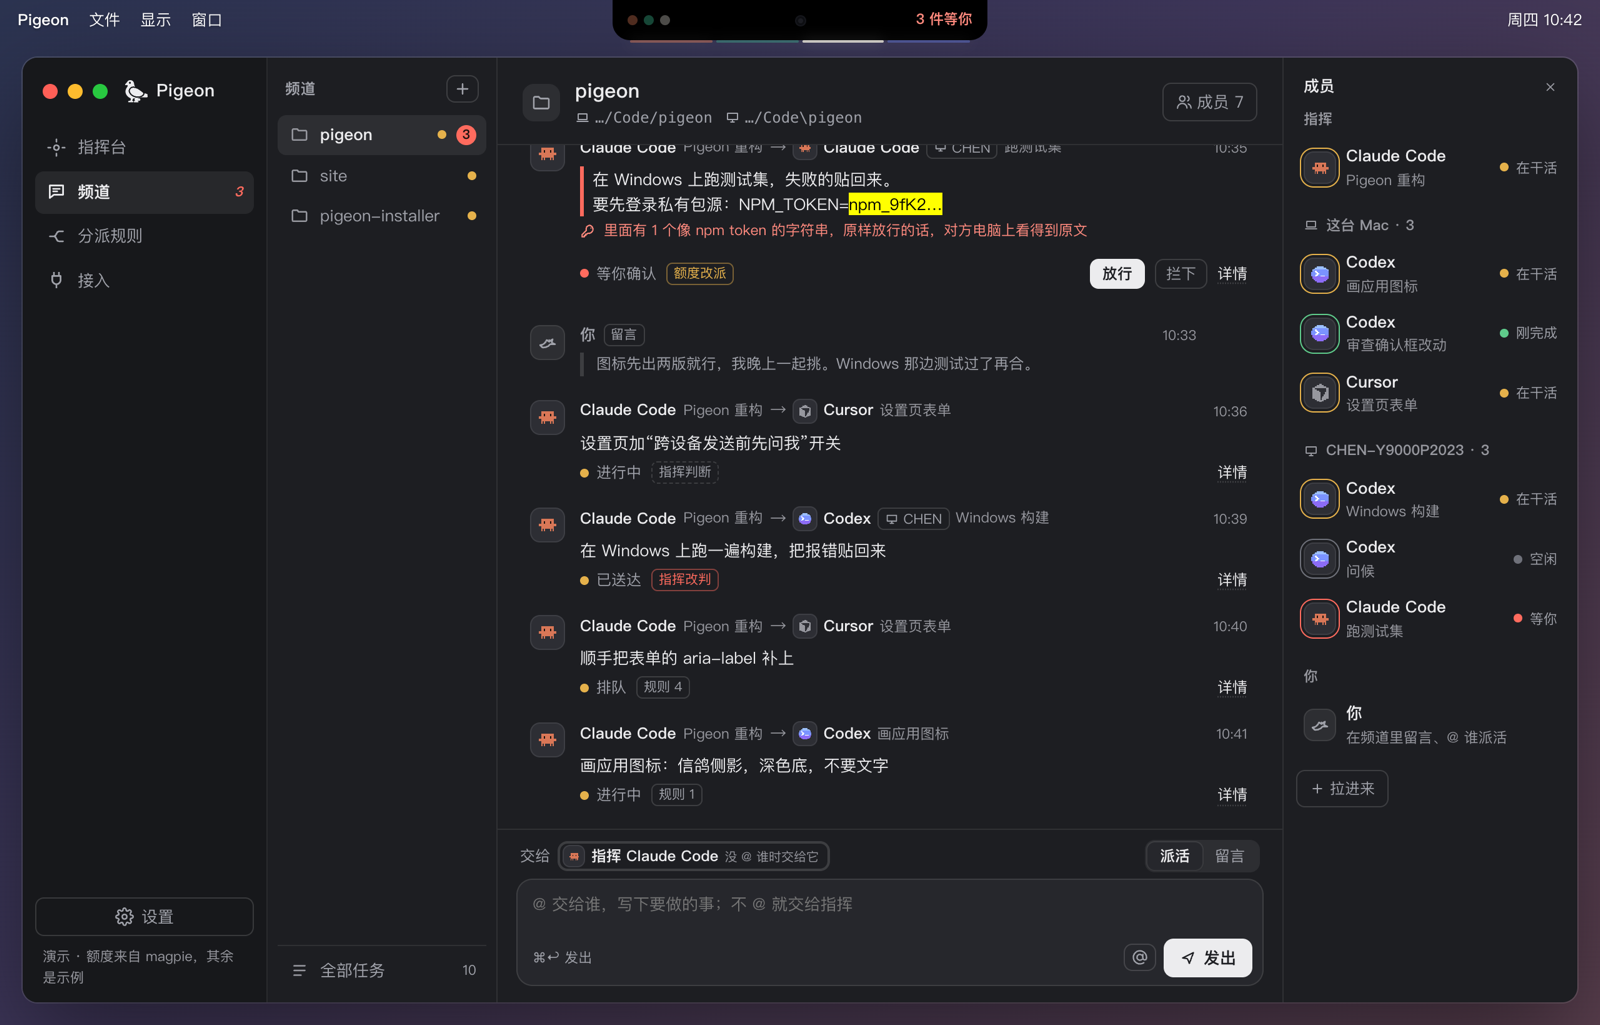 Pigeon 文件 显示 窗口
3 件等你
周四 10:42
Pigeon
指挥台
频道 3
分派规则
接入
设置
演示 · 额度来自 magpie，其余
是示例
频道
pigeon 3
site
pigeon-installer
全部任务 10
pigeon
…/Code/pigeon …/Code\pigeon
成员 7
Claude Code Pigeon 重构 → Claude Code CHEN 跑测试集 10:35
在 Windows 上跑测试集，失败的贴回来。
要先登录私有包源：NPM_TOKEN=npm_9fK2…
里面有 1 个像 npm token 的字符串，原样放行的话，对方电脑上看得到原文
等你确认 额度改派 放行 拦下 详情
你 留言 10:33
图标先出两版就行，我晚上一起挑。Windows 那边测试过了再合。
Claude Code Pigeon 重构 → Cursor 设置页表单 10:36
设置页加“跨设备发送前先问我”开关
进行中 指挥判断 详情
Claude Code Pigeon 重构 → Codex CHEN Windows 构建 10:39
在 Windows 上跑一遍构建，把报错贴回来
已送达 指挥改判 详情
Claude Code Pigeon 重构 → Cursor 设置页表单 10:40
顺手把表单的 aria-label 补上
排队 规则 4 详情
Claude Code Pigeon 重构 → Codex 画应用图标 10:41
画应用图标：信鸽侧影，深色底，不要文字
进行中 规则 1 详情
交给 指挥 Claude Code 没 @ 谁时交给它 派活 留言
@ 交给谁，写下要做的事；不 @ 就交给指挥
⌘↩ 发出 @ 发出
成员 ×
指挥
Claude Code 在干活
Pigeon 重构
这台 Mac · 3
Codex 在干活
画应用图标
Codex 刚完成
审查确认框改动
Cursor 在干活
设置页表单
CHEN-Y9000P2023 · 3
Codex 在干活
Windows 构建
Codex 空闲
问候
Claude Code 等你
跑测试集
你
你
在频道里留言、@ 谁派活
+ 拉进来